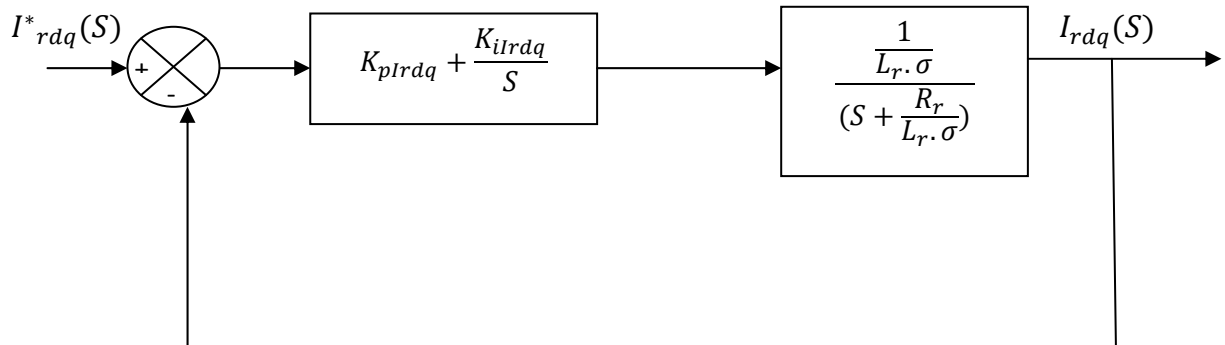 I*rdq(S)
+
-
KpIrdq + KiIrdq/S
(1/(Lr.σ))/(S + Rr/(Lr.σ))
Irdq(S)